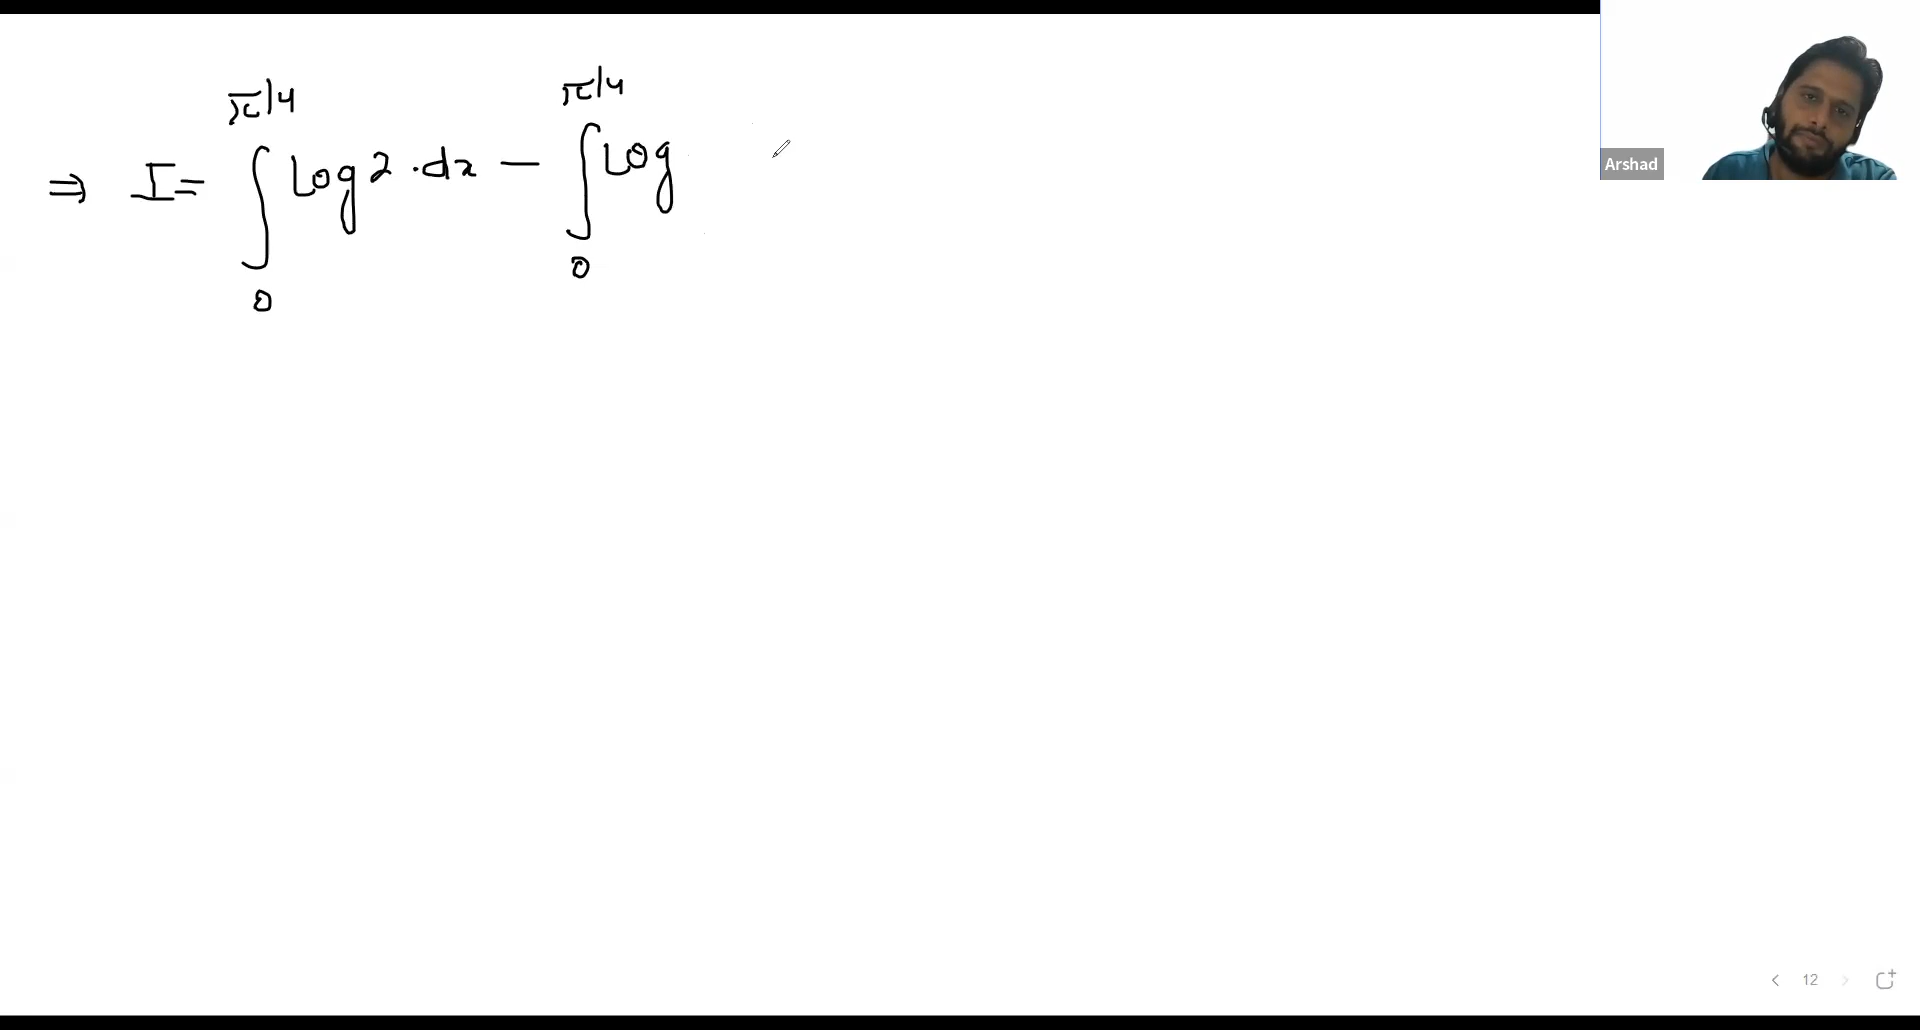 π/4 π/4
⇒ I = ∫ Log 2 . dx − ∫ Log
0 0
Arshad
12